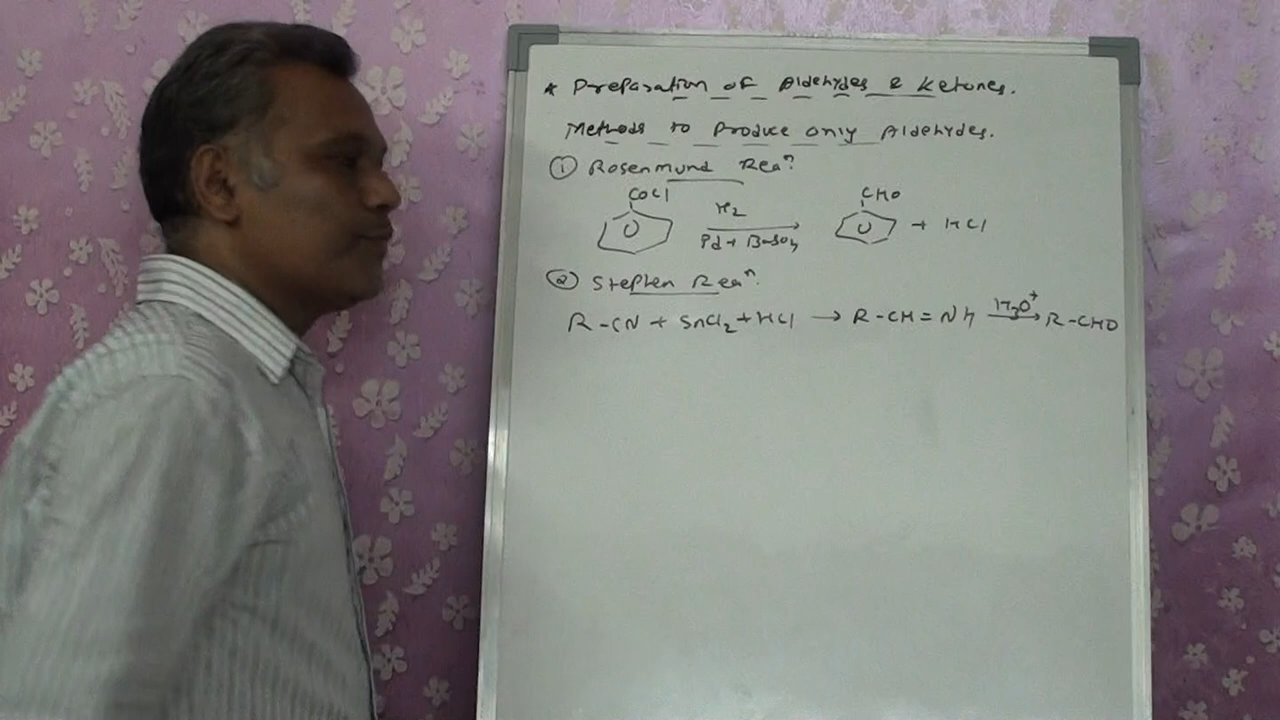 * Preparation of Aldehydes & Ketones.
Methods to Produce only Aldehydes.
① Rosenmund Reaⁿ.
COCl H₂ CHO
Pd + BaSO₄ + HCl
② Stephen Reaⁿ.
R-CN + SnCl₂ + HCl → R-CH=NH H₃O⁺→ R-CHO